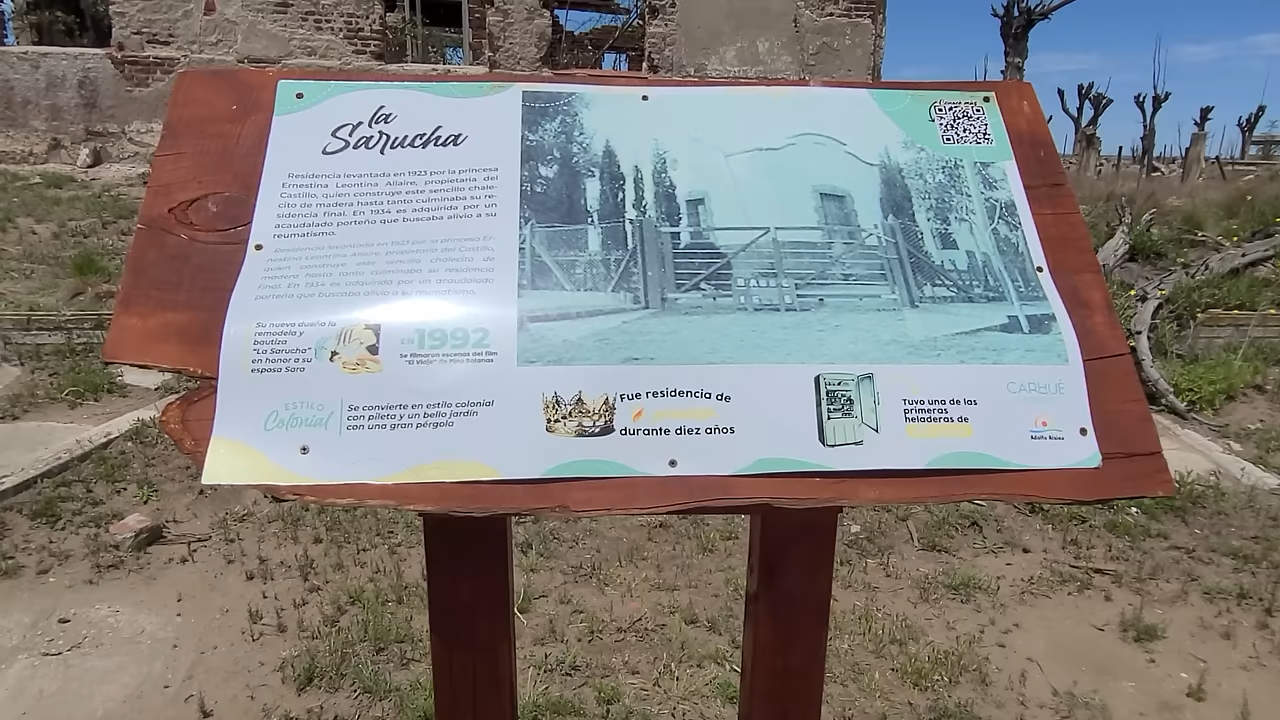 la
Sarucha
Residencia levantada en 1923 por la princesa
Ernestina Leontina Allaire, propietaria del
Castillo, quien construye este sencillo chale-
cito de madera hasta tanto culminaba su re-
sidencia final. En 1934 es adquirida por un
acaudalado porteño que buscaba alivio a su
reumatismo.
Residencia levantada en 1923 por la princesa Er-
nestina Leontina Allaire, propietaria del Castillo,
quien construye este sencillo chalecito de
madera hasta tanto culminaba su residencia
final. En 1934 es adquirida por un acaudalado
porteña que buscaba alivio a su reumatismo.
Su nuevo dueño la
remodela y
bautiza
"La Sarucha"
en honor a su
esposa Sara
EN 1992
Se filmaron escenas del film
"El Viaje" de Pino Solanas
ESTILO
Colonial
Se convierte en estilo colonial
con pileta y un bello jardín
con una gran pérgola
Fue residencia de
durante diez años
Tuvo una de las
primeras
heladeras de
CARHUÉ
Adolfo Alsina